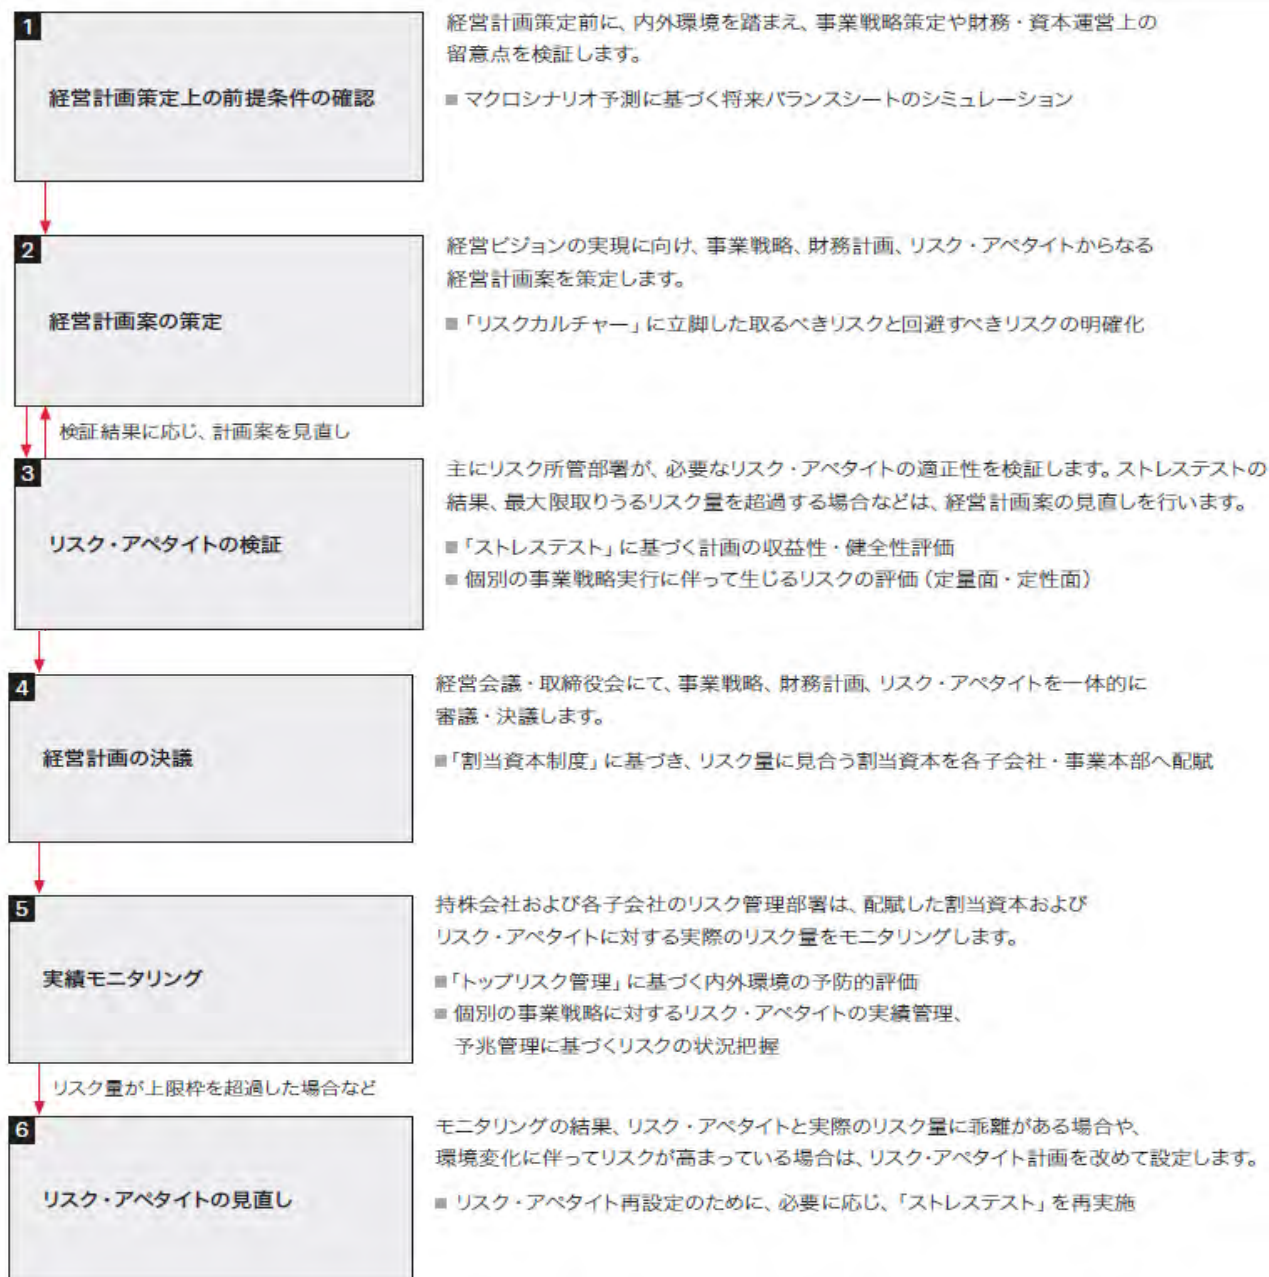 1
経営計画策定上の前提条件の確認
経営計画策定前に、内外環境を踏まえ、事業戦略策定や財務・資本運営上の
留意点を検証します。
■ マクロシナリオ予測に基づく将来バランスシートのシミュレーション
2
経営計画案の策定
経営ビジョンの実現に向け、事業戦略、財務計画、リスク・アペタイトからなる
経営計画案を策定します。
■「リスクカルチャー」に立脚した取るべきリスクと回避すべきリスクの明確化
検証結果に応じ、計画案を見直し
3
リスク・アペタイトの検証
主にリスク所管部署が、必要なリスク・アペタイトの適正性を検証します。ストレステストの
結果、最大限取りうるリスク量を超過する場合などは、経営計画案の見直しを行います。
■「ストレステスト」に基づく計画の収益性・健全性評価
■ 個別の事業戦略実行に伴って生じるリスクの評価（定量面・定性面）
4
経営計画の決議
経営会議・取締役会にて、事業戦略、財務計画、リスク・アペタイトを一体的に
審議・決議します。
■「割当資本制度」に基づき、リスク量に見合う割当資本を各子会社・事業本部へ配賦
5
実績モニタリング
持株会社および各子会社のリスク管理部署は、配賦した割当資本および
リスク・アペタイトに対する実際のリスク量をモニタリングします。
■「トップリスク管理」に基づく内外環境の予防的評価
■ 個別の事業戦略に対するリスク・アペタイトの実績管理、
予兆管理に基づくリスクの状況把握
リスク量が上限枠を超過した場合など
6
リスク・アペタイトの見直し
モニタリングの結果、リスク・アペタイトと実際のリスク量に乖離がある場合や、
環境変化に伴ってリスクが高まっている場合は、リスク・アペタイト計画を改めて設定します。
■ リスク・アペタイト再設定のために、必要に応じ、「ストレステスト」を再実施